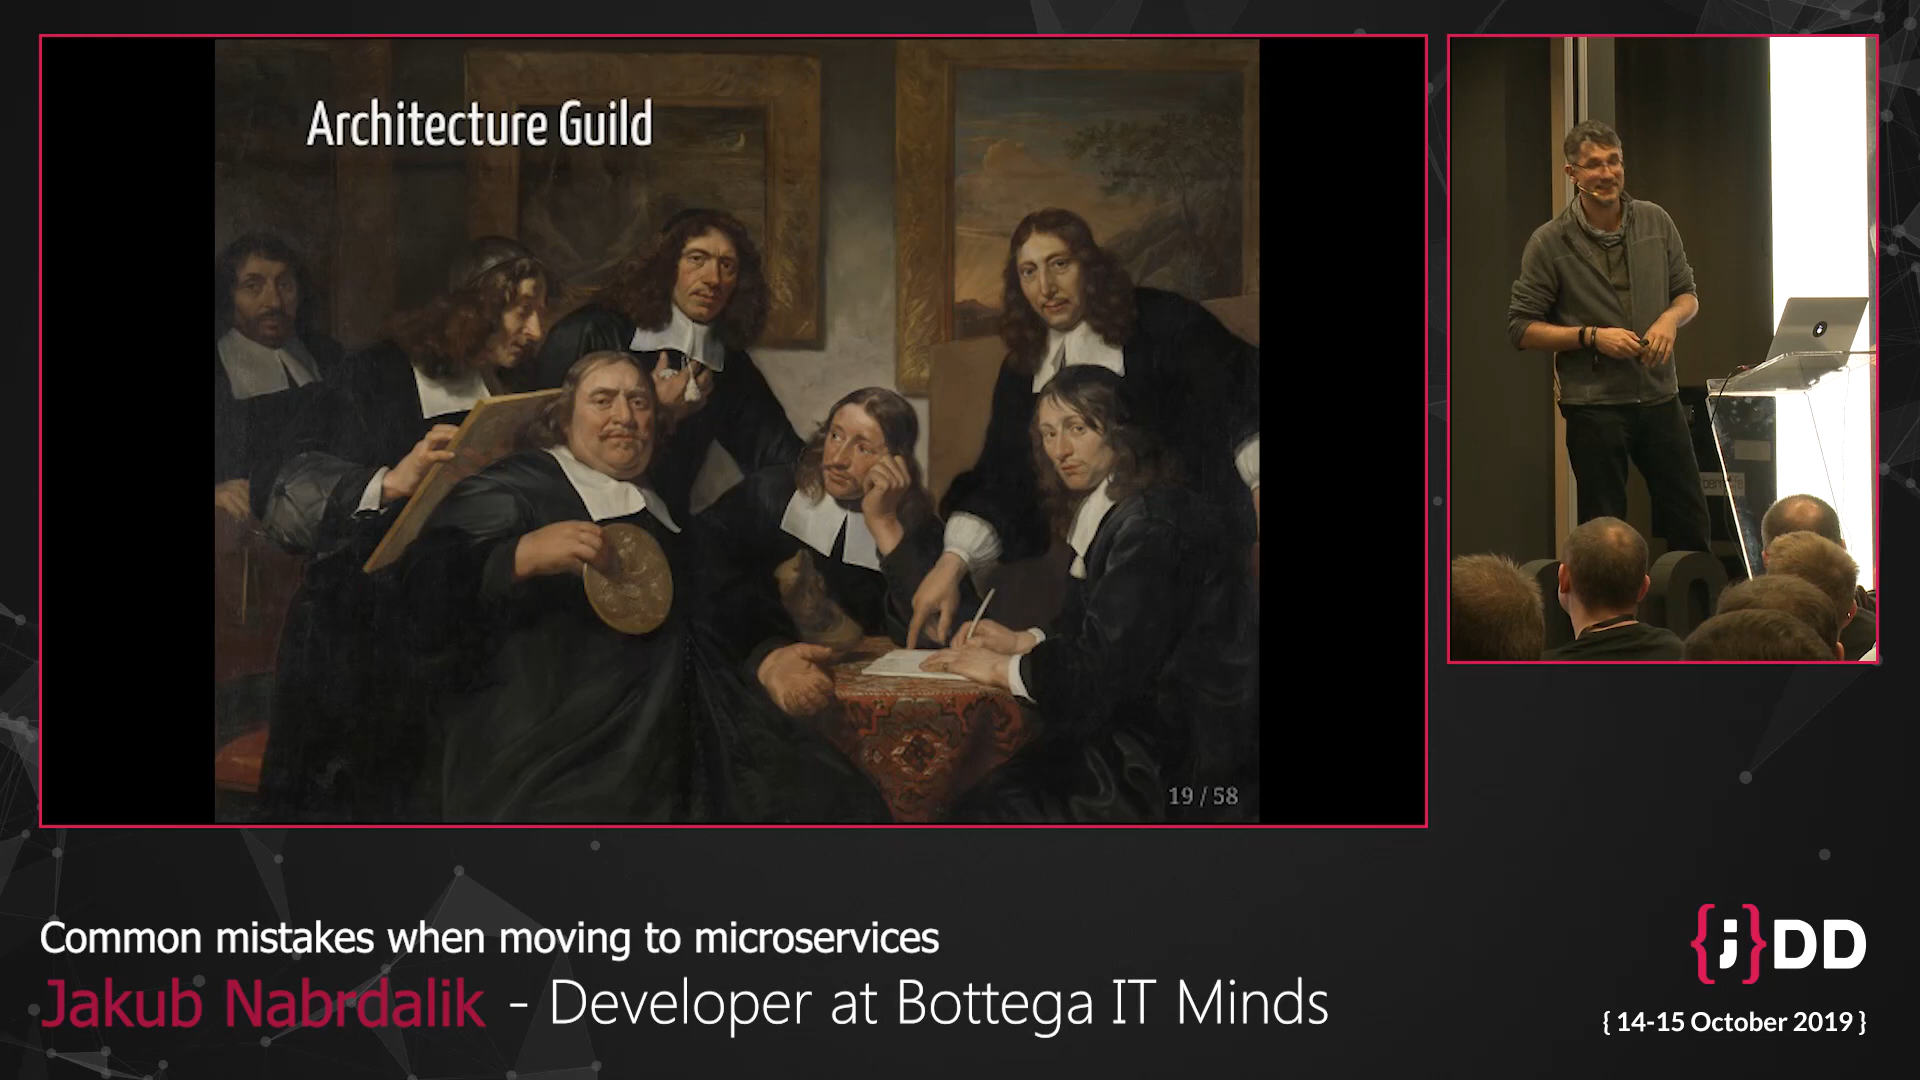 Architecture Guild
19 / 58
Common mistakes when moving to microservices
Jakub Nabrdalik - Developer at Bottega IT Minds
{j}DD
{ 14-15 October 2019 }